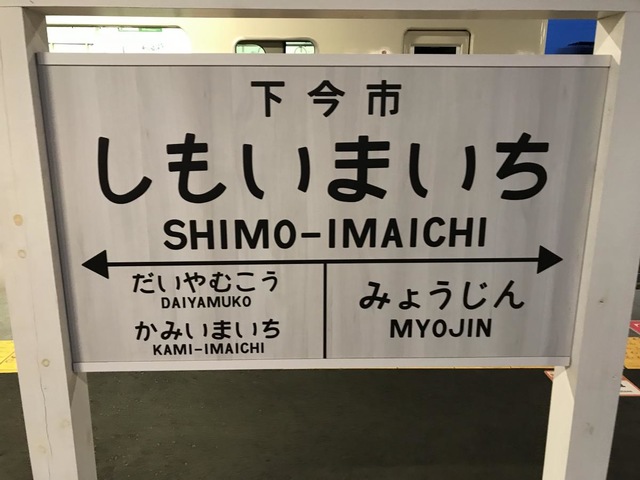 下今市
しもいまいち
SHIMO-IMAICHI
だいやむこう
DAIYAMUKO
かみいまいち
KAMI-IMAICHI
みょうじん
MYOJIN